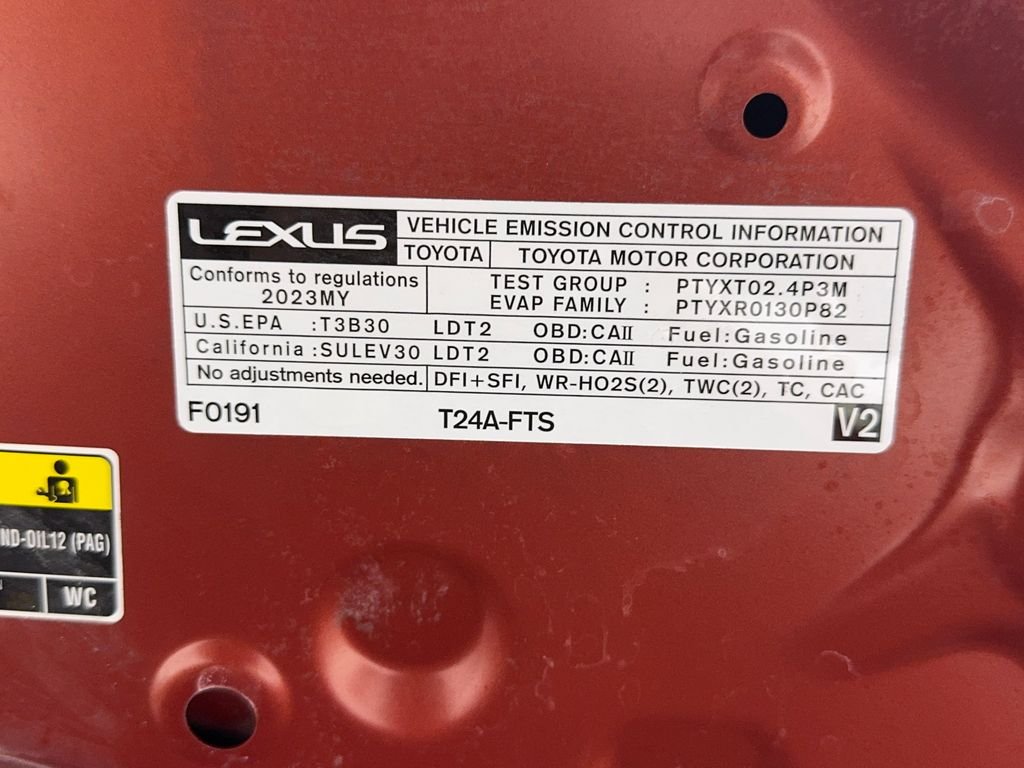 LEXUS
VEHICLE EMISSION CONTROL INFORMATION
TOYOTA TOYOTA MOTOR CORPORATION
Conforms to regulations
2023MY
TEST GROUP : PTYXT02.4P3M
EVAP FAMILY : PTYXR0130P82
U.S.EPA :T3B30 LDT2 OBD:CAII Fuel:Gasoline
California :SULEV30 LDT2 OBD:CAII Fuel:Gasoline
No adjustments needed. DFI+SFI, WR-HO2S(2), TWC(2), TC, CAC
F0191 T24A-FTS V2
ND-OIL12 (PAG)
WC